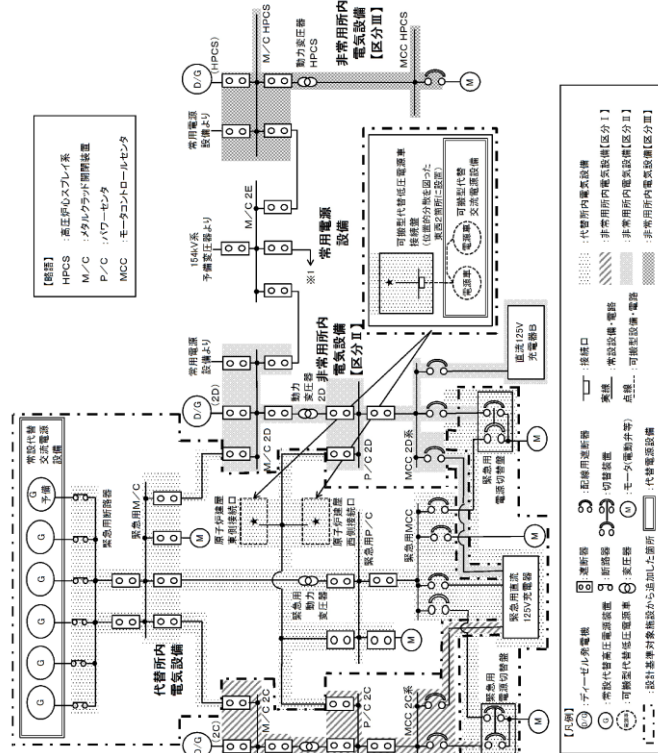 【略語】
HPCS :高圧炉心スプレイ系
M/C :メタルクラッド開閉装置
P/C :パワーセンタ
MCC :モータコントロールセンタ
常設代替
交流電源
設備
G
G
G
G
G
G
予備
緊急用断路器
緊急用M/C
M
代替所内
電気設備
緊急用
動力
変圧器
緊急用P/C
M
緊急用MCC
M
緊急用直流
125V充電器
原子炉建屋
東側接続口
原子炉建屋
西側接続口
D/G
(2C)
M/C 2C
P/C 2C
MCC 2C系
緊急用
電源切替盤
M
D/G
(2D)
常用電源
設備より
M/C 2D
動力
変圧器
2D
非常用所内
電気設備
【区分Ⅱ】
P/C 2D
MCC 2D系
緊急用
電源切替盤
M
直流125V
充電器B
154kV系
予備変圧器より
M/C 2E
※1
常用電源
設備
常用電源
設備より
D/G
(HPCS)
M/C HPCS
動力変圧器
HPCS
非常用所内
電気設備
【区分Ⅲ】
MCC HPCS
M
可搬型代替低圧電源車
接続盤
(位置的分散を図った
東西2箇所に設置)
可搬型代替
交流電源設備
電源車
電源車
【凡例】
D/G :ディーゼル発電機
G :常設代替高圧電源装置
電源車 :可搬型代替低圧電源車
:設計基準対象施設から追加した箇所
:遮断器
:断路器
:変圧器
:代替電源設備
:配線用遮断器
:切替装置
M :モータ(電動弁等)
:接続口
実線 :常設設備・電路
点線 :可搬型設備・電路
:代替所内電気設備
:非常用所内電気設備【区分Ⅰ】
:非常用所内電気設備【区分Ⅱ】
:非常用所内電気設備【区分Ⅲ】